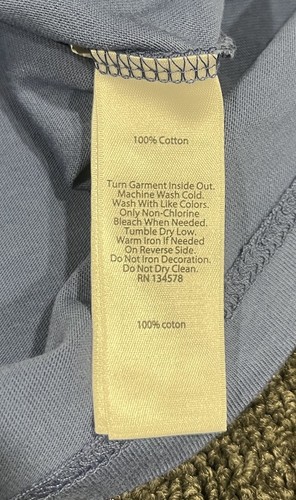 100% Cotton
Turn Garment Inside Out.
Machine Wash Cold.
Wash With Like Colors.
Only Non-Chlorine
Bleach When Needed.
Tumble Dry Low.
Warm Iron If Needed
On Reverse Side.
Do Not Iron Decoration.
Do Not Dry Clean.
RN 134578
100% coton